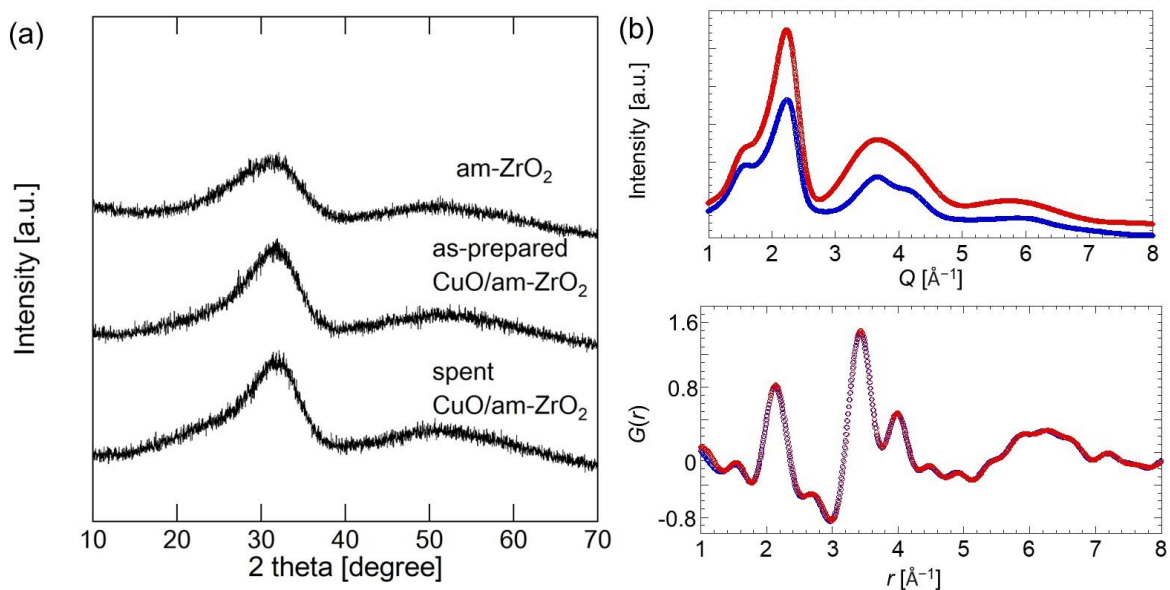 (a)
Intensity [a.u.]
am-ZrO₂
as-prepared
CuO/am-ZrO₂
spent
CuO/am-ZrO₂
10 20 30 40 50 60 70
2 theta [degree]
(b)
Intensity [a.u.]
1 2 3 4 5 6 7 8
Q [Å⁻¹]
G(r)
1.6
0.8
0
-0.8
1 2 3 4 5 6 7 8
r [Å⁻¹]